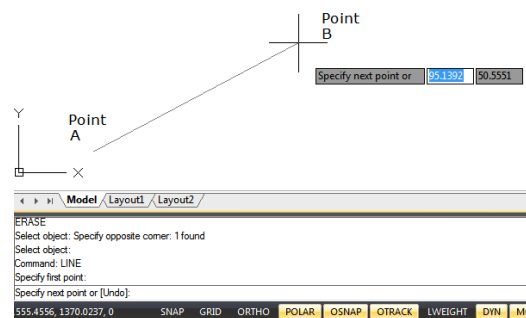 Point
B
Specify next point or 95.1392 50.5551
Y
Point
A
X
Model Layout1 Layout2
ERASE
Select object: Specify opposite corner: 1 found
Select object:
Command: LINE
Specify first point:
Specify next point or [Undo]:
555.4556, 1370.0237, 0 SNAP GRID ORTHO POLAR OSNAP OTRACK LWEIGHT DYN M